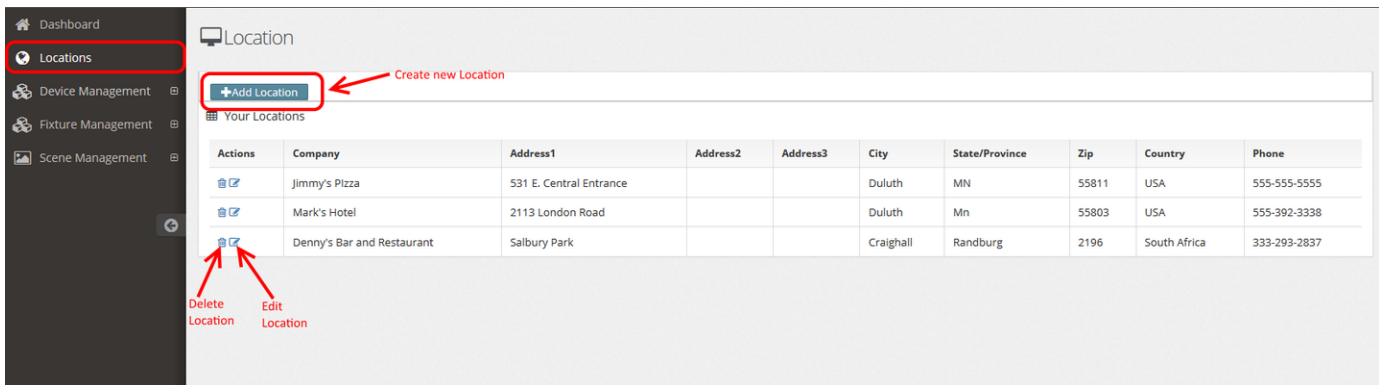 Dashboard
Locations
Device Management
Fixture Management
Scene Management
Location
Create new Location
Add Location
Your Locations
Actions Company Address1 Address2 Address3 City State/Province Zip Country Phone
Jimmy's PIzza 531 E. Central Entrance Duluth MN 55811 USA 555-555-5555
Mark's Hotel 2113 London Road Duluth Mn 55803 USA 555-392-3338
Denny's Bar and Restaurant Salbury Park Craighall Randburg 2196 South Africa 333-293-2837
Delete
Location
Edit
Location